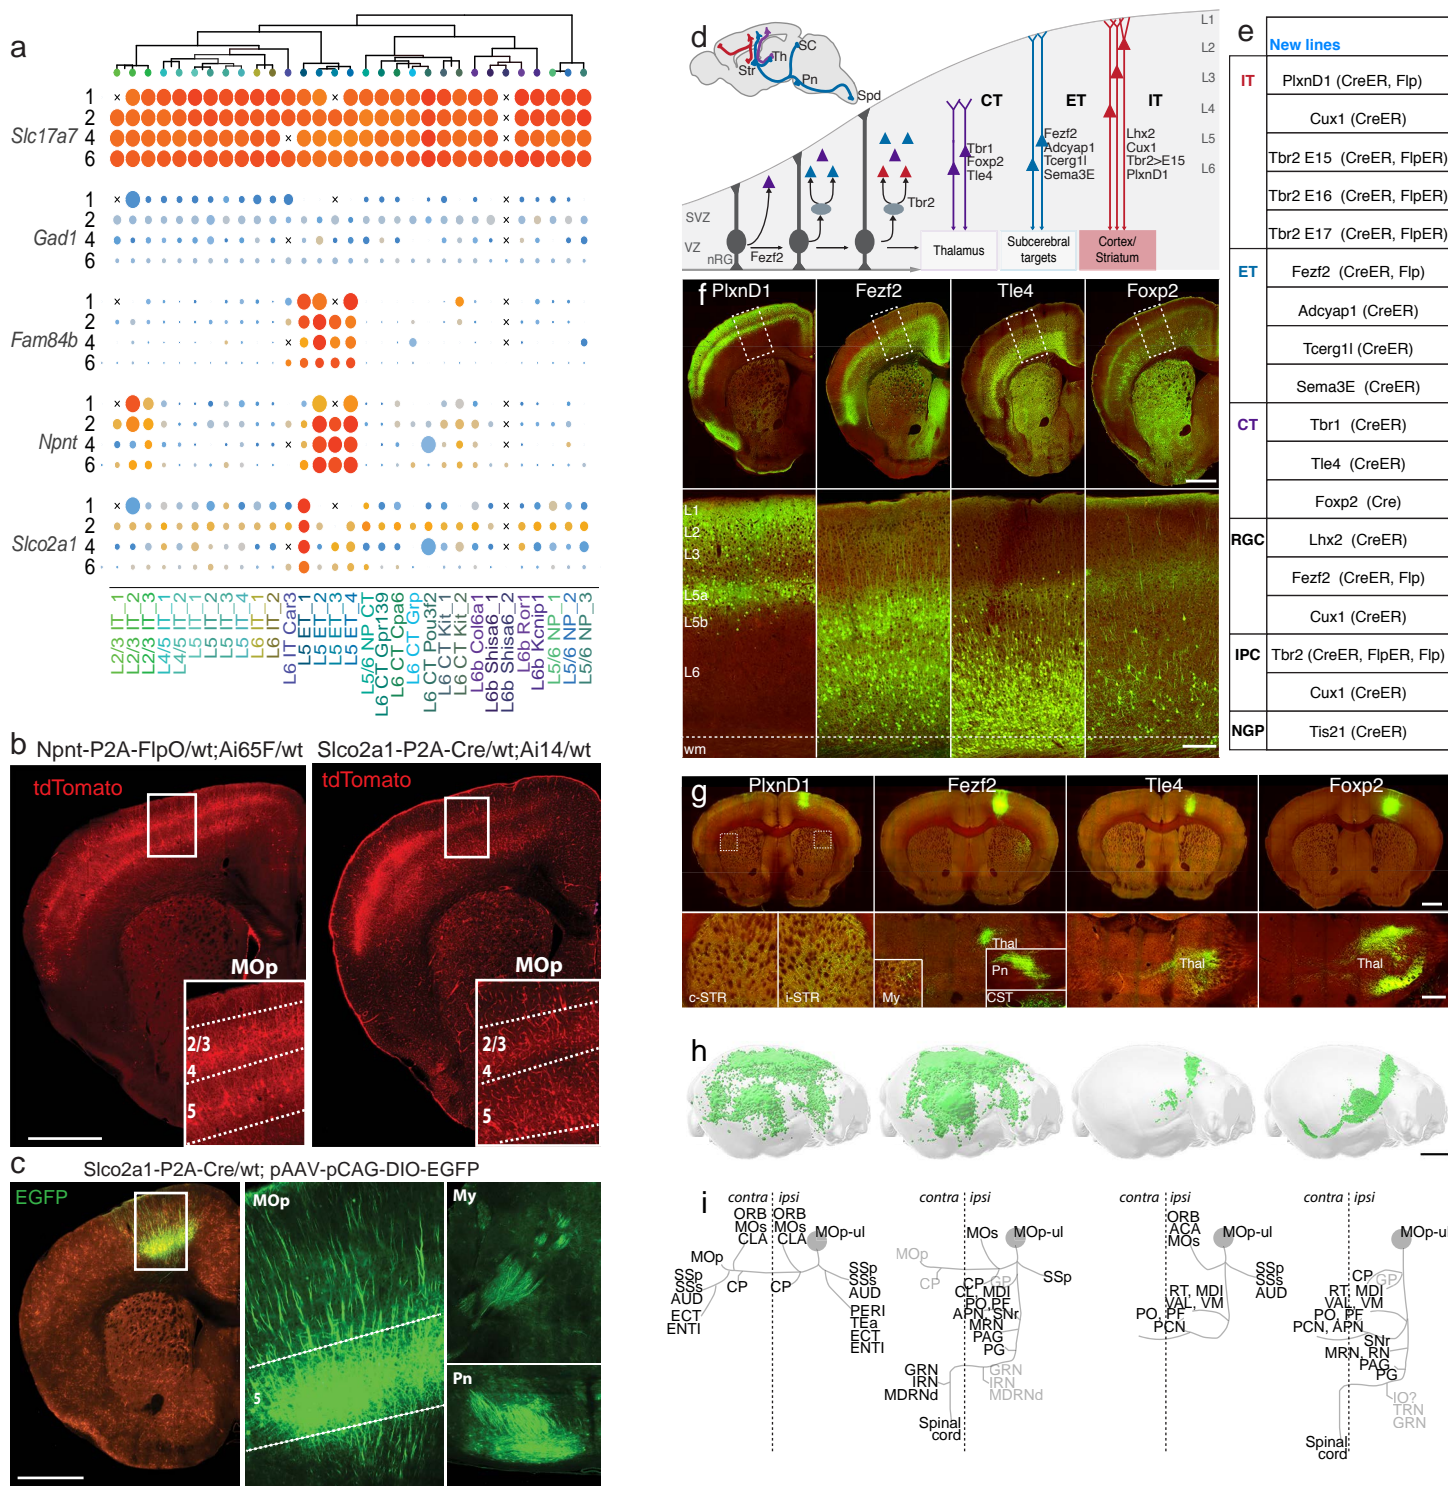 a
1
2
Slc17a7
4
6
1
2
Gad1
4
6
1
2
Fam84b
4
6
1
2
Npnt
4
6
1
2
Slco2a1
4
6
L2/3 IT_1
L2/3 IT_2
L2/3 IT_3
L4/5 IT_1
L4/5 IT_2
L5 IT_1
L5 IT_2
L5 IT_3
L5 IT_4
L6 IT_1
L6 IT_2
L6 IT Car3
L5 ET_1
L5 ET_2
L5 ET_3
L5 ET_4
L5/6 NP_CT
L6 CT Gpr139
L6 CT Cpa6
L6 CT Grp
L6 CT Pou3f2
L6 CT Kit_1
L6 CT Kit_2
L6b Col6a1
L6b Shisa6_1
L6b Shisa6_2
L6b Ror1
L6b Kcnip1
L5/6 NP_1
L5/6 NP_2
L5/6 NP_3
b
Npnt-P2A-FlpO/wt;Ai65F/wt
Slco2a1-P2A-Cre/wt;Ai14/wt
tdTomato
MOp
2/3
4
5
tdTomato
MOp
2/3
4
5
c
Slco2a1-P2A-Cre/wt; pAAV-pCAG-DIO-EGFP
EGFP
MOp
5
My
Pn
d
SC
Th
Str
Pn
Spd
L1
L2
L3
L4
L5
L6
CT
ET
IT
Tbr1
Foxp2
Tle4
Fezf2
Adcyap1
Tcerg1l
Sema3E
Lhx2
Cux1
Tbr2>E15
PlxnD1
Tbr2
SVZ
VZ
nRG
Fezf2
Thalamus
Subcerebral
targets
Cortex/
Striatum
e
New lines
IT
PlxnD1 (CreER, Flp)
Cux1 (CreER)
Tbr2 E15 (CreER, FlpER)
Tbr2 E16 (CreER, FlpER)
Tbr2 E17 (CreER, FlpER)
ET
Fezf2 (CreER, Flp)
Adcyap1 (CreER)
Tcerg1l (CreER)
Sema3E (CreER)
CT
Tbr1 (CreER)
Tle4 (CreER)
Foxp2 (Cre)
RGC
Lhx2 (CreER)
Fezf2 (CreER, Flp)
Cux1 (CreER)
IPC
Tbr2 (CreER, FlpER, Flp)
Cux1 (CreER)
NGP
Tis21 (CreER)
f
PlxnD1
Fezf2
Tle4
Foxp2
L1
L2
L3
L5a
L5b
L6
wm
g
PlxnD1
Fezf2
Tle4
Foxp2
c-STR
i-STR
My
Thal
Pn
CST
Thal
Thal
h
i
contra ipsi
ORB ORB
MOs MOs
CLA CLA
MOp-ul
MOp
SSp
SSs
AUD
CP
CP
ECT
ENTI
SSp
SSs
AUD
PERI
TEa
ECT
ENTI
contra ipsi
MOs
MOp-ul
MOp
CP
CP GP
SSp
CL, MDl
PO,PF
APN, SNr
MRN
PAG
PG
GRN
IRN
MDRNd
GRN
IRN
MDRNd
Spinal
cord
contra ipsi
ORB
ACA
MOs
MOp-ul
SSp
SSs
AUD
RT, MDl
VAL, VM
PO, PF
PCN
contra ipsi
MOp-ul
CP
GP
RT, MDl
VAL, VM
PO, PF
PCN, APN
SNr
MRN, RN
PAG
PG
IO?
TRN
GRN
Spinal
cord